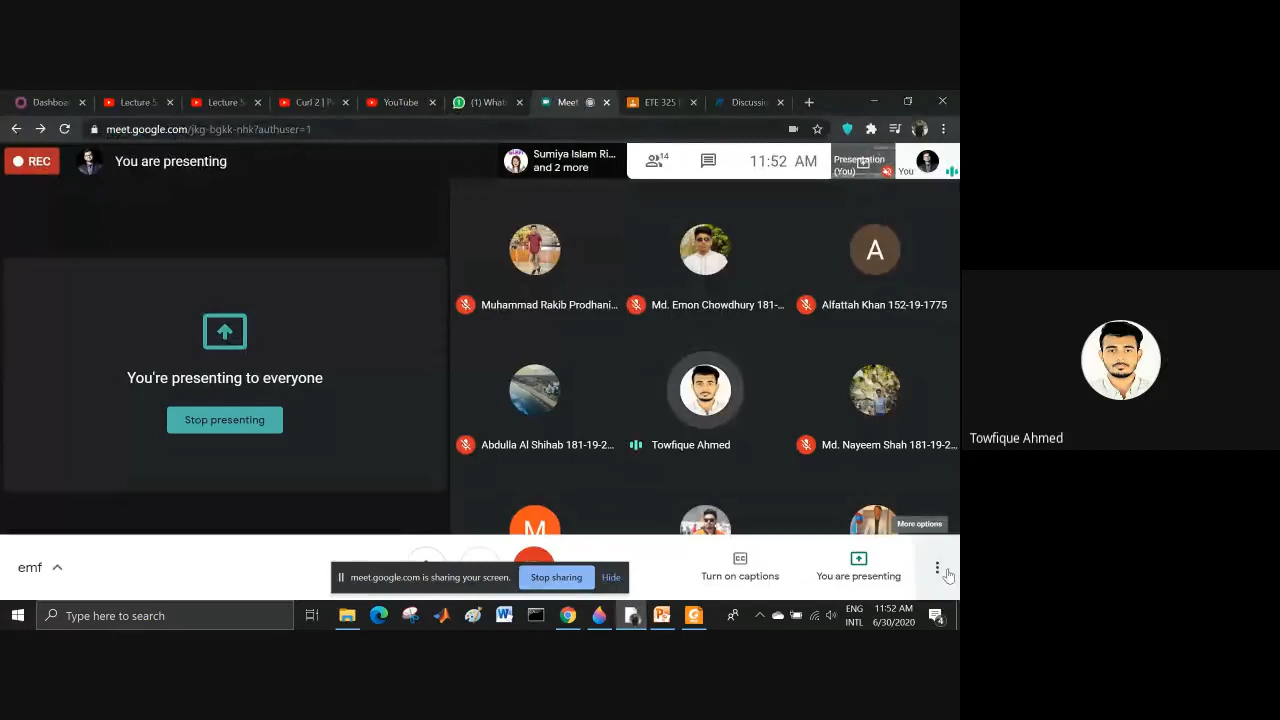 Dashboa
Lecture 5
Lecture 5
Curl 2 | P
YouTube
(1) What
Meet
ETE 325
Discussio
meet.google.com/jkg-bgkk-nhk?authuser=1
REC
You are presenting
Sumiya Islam Ri...
and 2 more
14
11:52 AM
Presentation
(You)
You
A
Muhammad Rakib Prodhani...
Md. Emon Chowdhury 181-...
Alfattah Khan 152-19-1775
You're presenting to everyone
Stop presenting
Abdulla Al Shihab 181-19-2...
Towfique Ahmed
Md. Nayeem Shah 181-19-2...
Towfique Ahmed
M
More options
emf
meet.google.com is sharing your screen.
Stop sharing
Hide
CC
Turn on captions
You are presenting
Type here to search
ENG
INTL
11:52 AM
6/30/2020
4